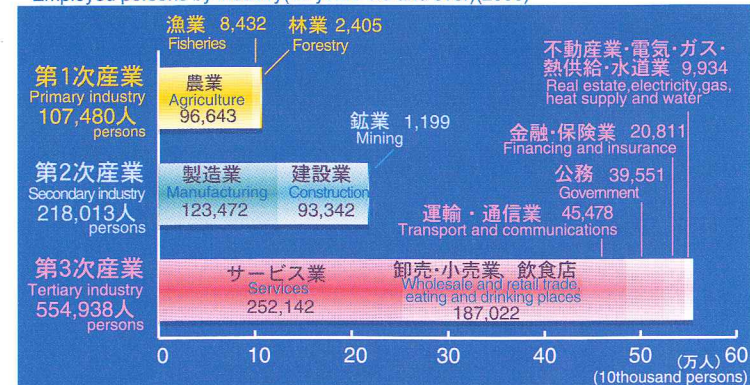 Employed persons by industry
漁業 8,432
Fisheries
林業 2,405
Forestry
第1次産業
Primary industry
107,480人
persons
農業
Agriculture
96,643
鉱業 1,199
Mining
第2次産業
Secondary industry
218,013人
persons
製造業
Manufacturing
123,472
建設業
Construction
93,342
不動産業・電気・ガス・
熱供給・水道業 9,934
Real estate,electricity,gas,
heat supply and water
金融・保険業 20,811
Financing and insurance
公務 39,551
Government
運輸・通信業 45,478
Transport and communications
第3次産業
Tertiary industry
554,938人
persons
サービス業
Services
252,142
卸売・小売業、飲食店
Wholesale and retail trade,
eating and drinking places
187,022
0 10 20 30 40 50 (万人) 60
(10thousand persons)